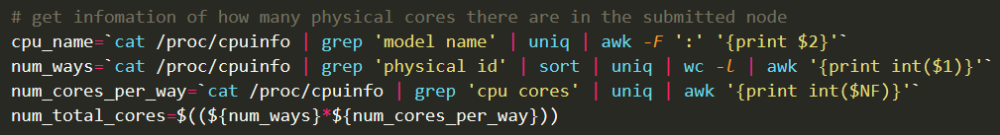 # get infomation of how many physical cores there are in the submitted node
cpu_name=`cat /proc/cpuinfo | grep 'model name' | uniq | awk -F ':' '{print $2}'`
num_ways=`cat /proc/cpuinfo | grep 'physical id' | sort | uniq | wc -l | awk '{print int($1)}'`
num_cores_per_way=`cat /proc/cpuinfo | grep 'cpu cores' | uniq | awk '{print int($NF)}'`
num_total_cores=$((${num_ways}*${num_cores_per_way}))